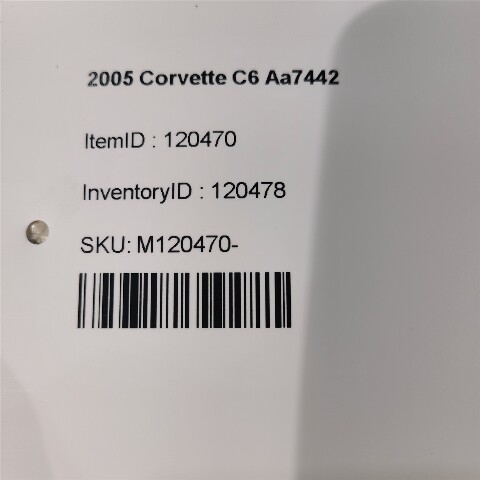 2005 Corvette C6 Aa7442
ItemID : 120470
InventoryID : 120478
SKU: M120470-